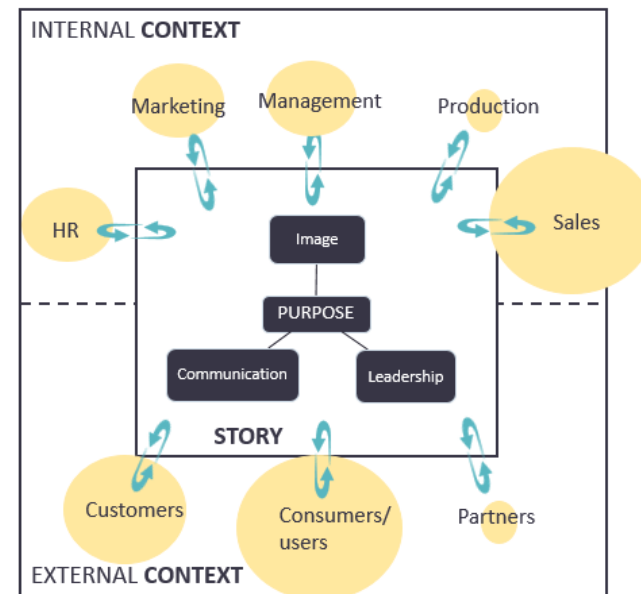 INTERNAL CONTEXT
Marketing
Management
Production
HR
Sales
Image
PURPOSE
Communication
Leadership
STORY
Customers
Consumers/
users
Partners
EXTERNAL CONTEXT